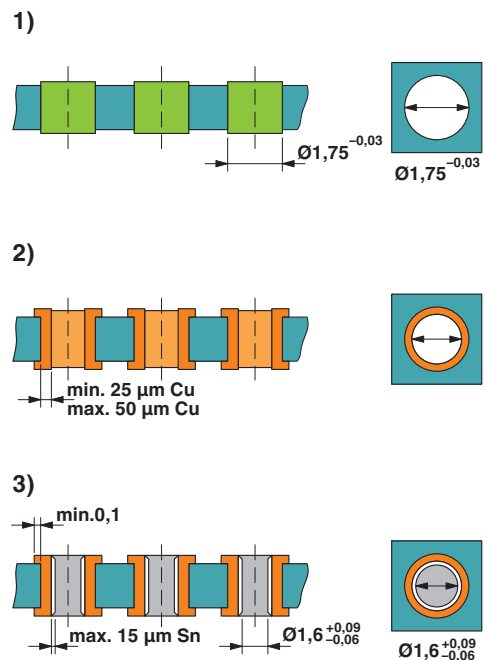 1)
Ø1,75 –0,03
Ø1,75 –0,03
2)
min. 25 µm Cu
max. 50 µm Cu
3)
min.0,1
max. 15 µm Sn
Ø1,6 +0,09 –0,06
Ø1,6 +0,09 –0,06